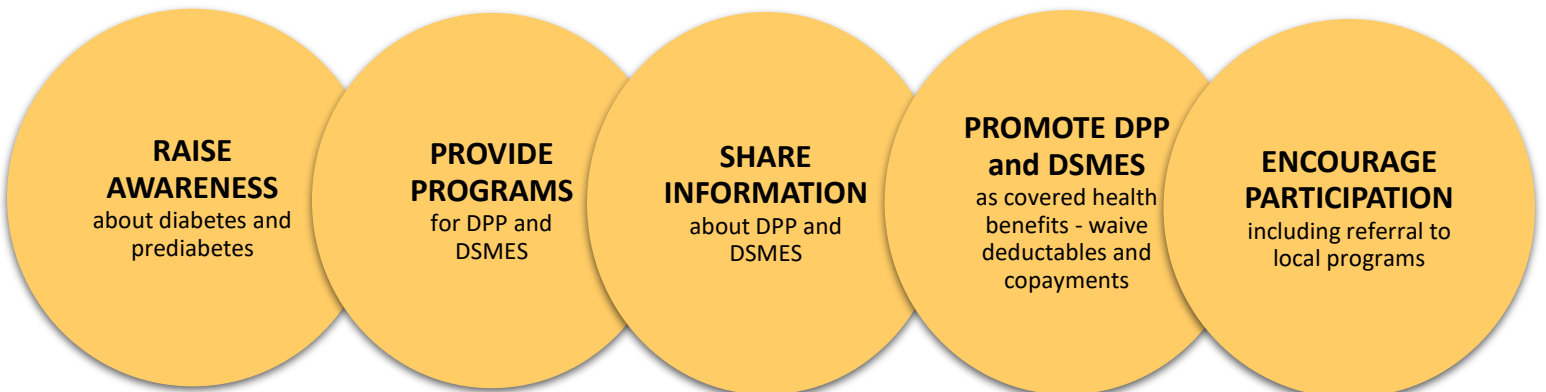 RAISE
AWARENESS
about diabetes and
prediabetes
PROVIDE
PROGRAMS
for DPP and
DSMES
SHARE
INFORMATION
about DPP and
DSMES
PROMOTE DPP
and DSMES
as covered health
benefits - waive
deductables and
copayments
ENCOURAGE
PARTICIPATION
including referral to
local programs